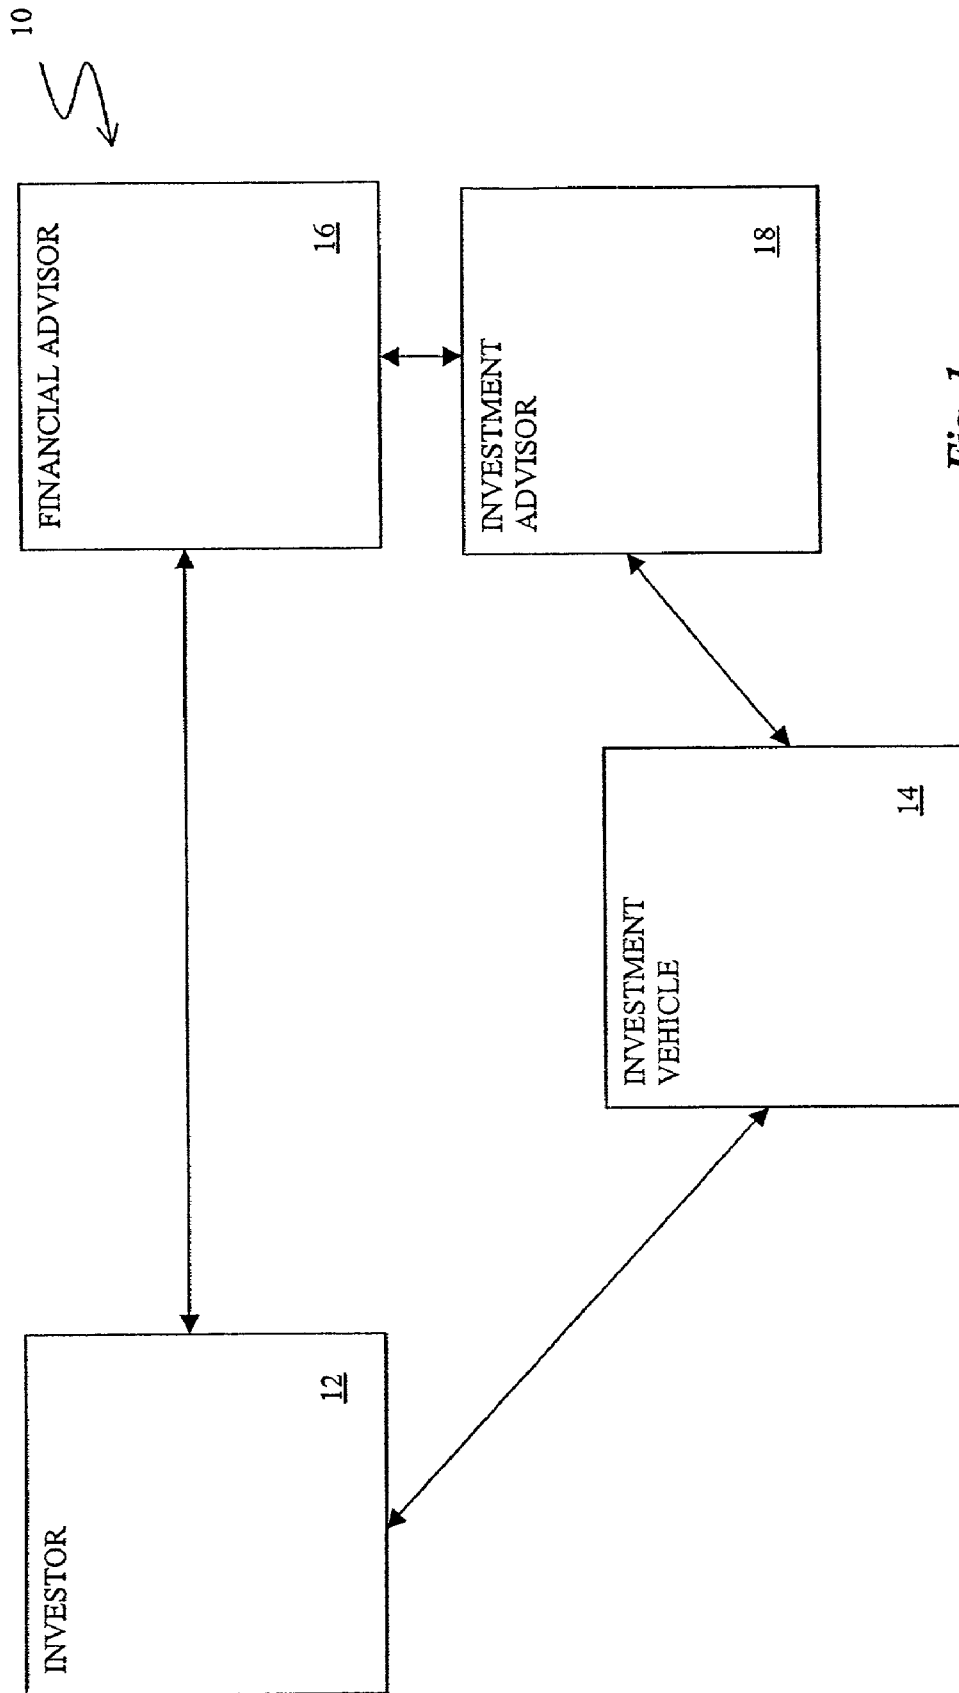 10
INVESTOR
12
FINANCIAL ADVISOR
16
INVESTMENT
ADVISOR
18
INVESTMENT
VEHICLE
14
Fig. 1